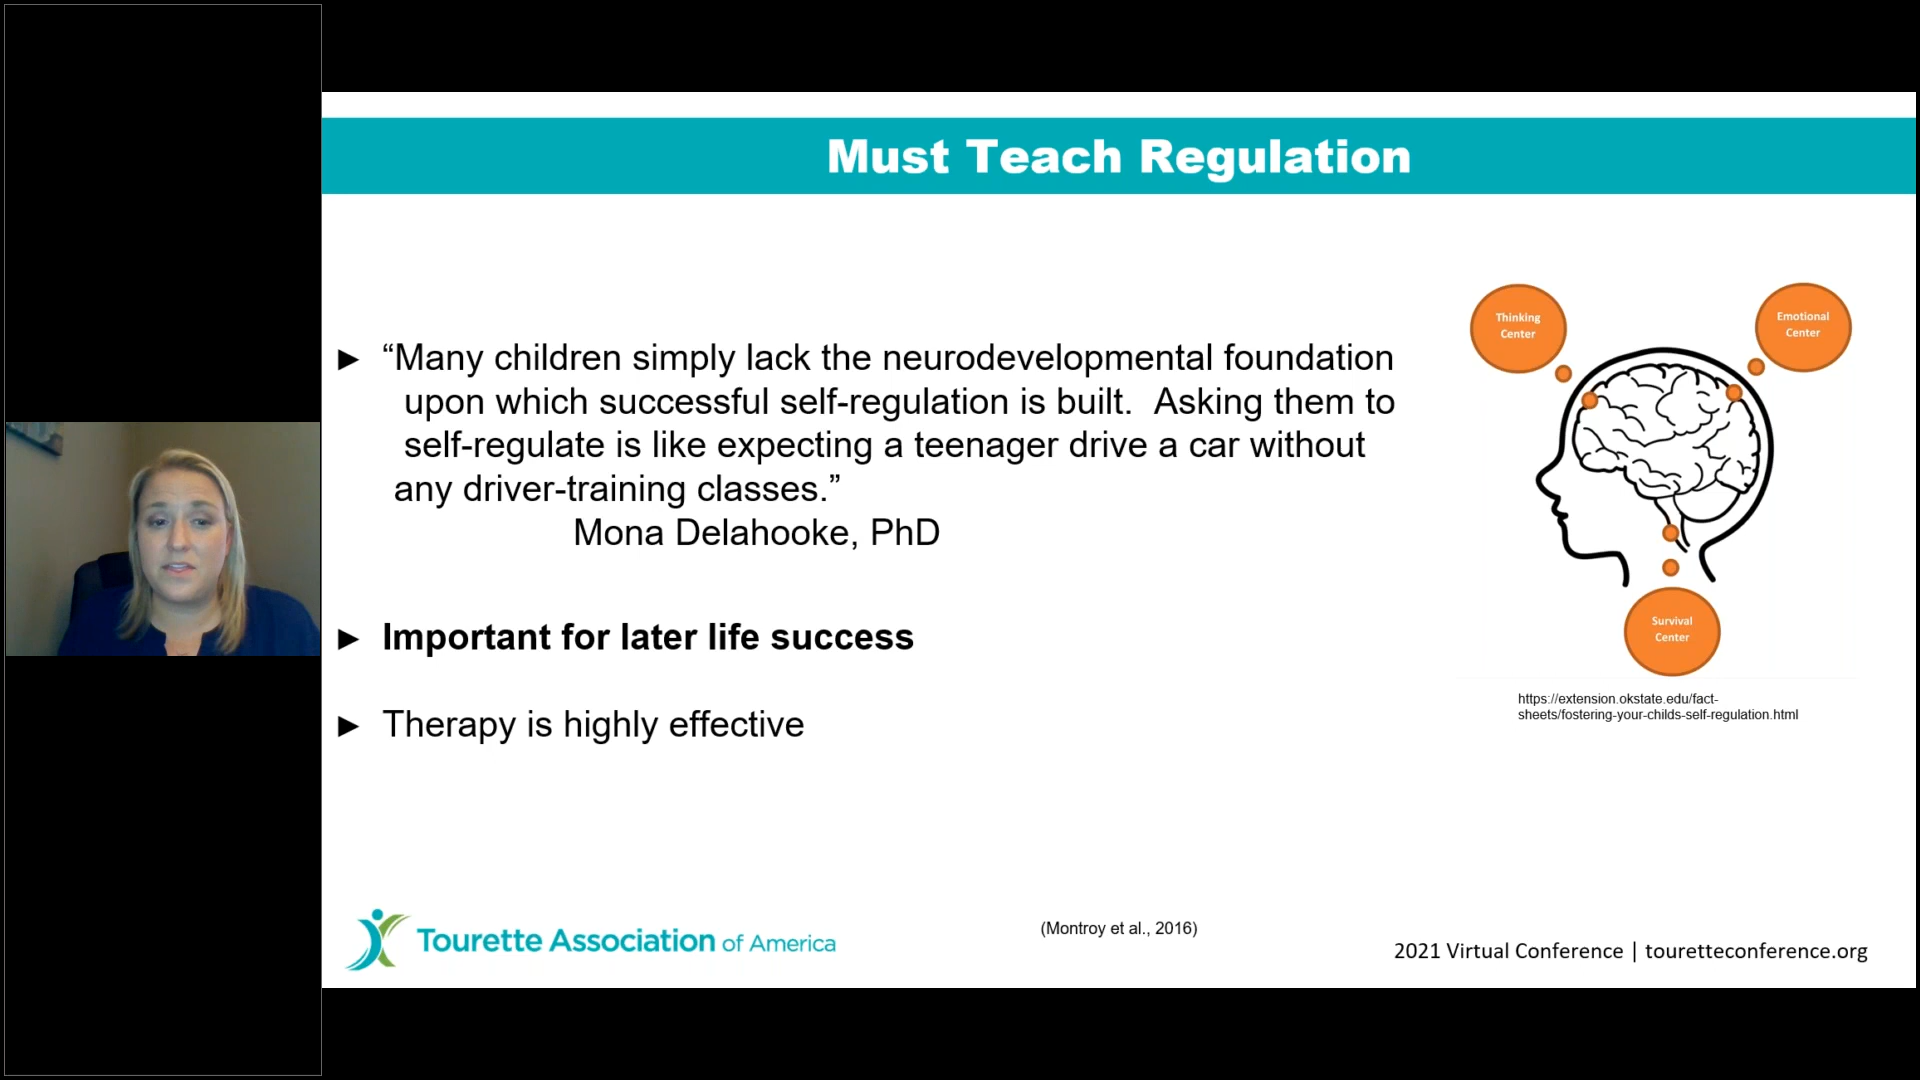 Must Teach Regulation
► “Many children simply lack the neurodevelopmental foundation
upon which successful self-regulation is built.  Asking them to
self-regulate is like expecting a teenager drive a car without
any driver-training classes.”
Mona Delahooke, PhD
► Important for later life success
► Therapy is highly effective
Thinking
Center
Emotional
Center
Survival
Center
https://extension.okstate.edu/fact-
sheets/fostering-your-childs-self-regulation.html
Tourette Association of America
(Montroy et al., 2016)
2021 Virtual Conference | touretteconference.org